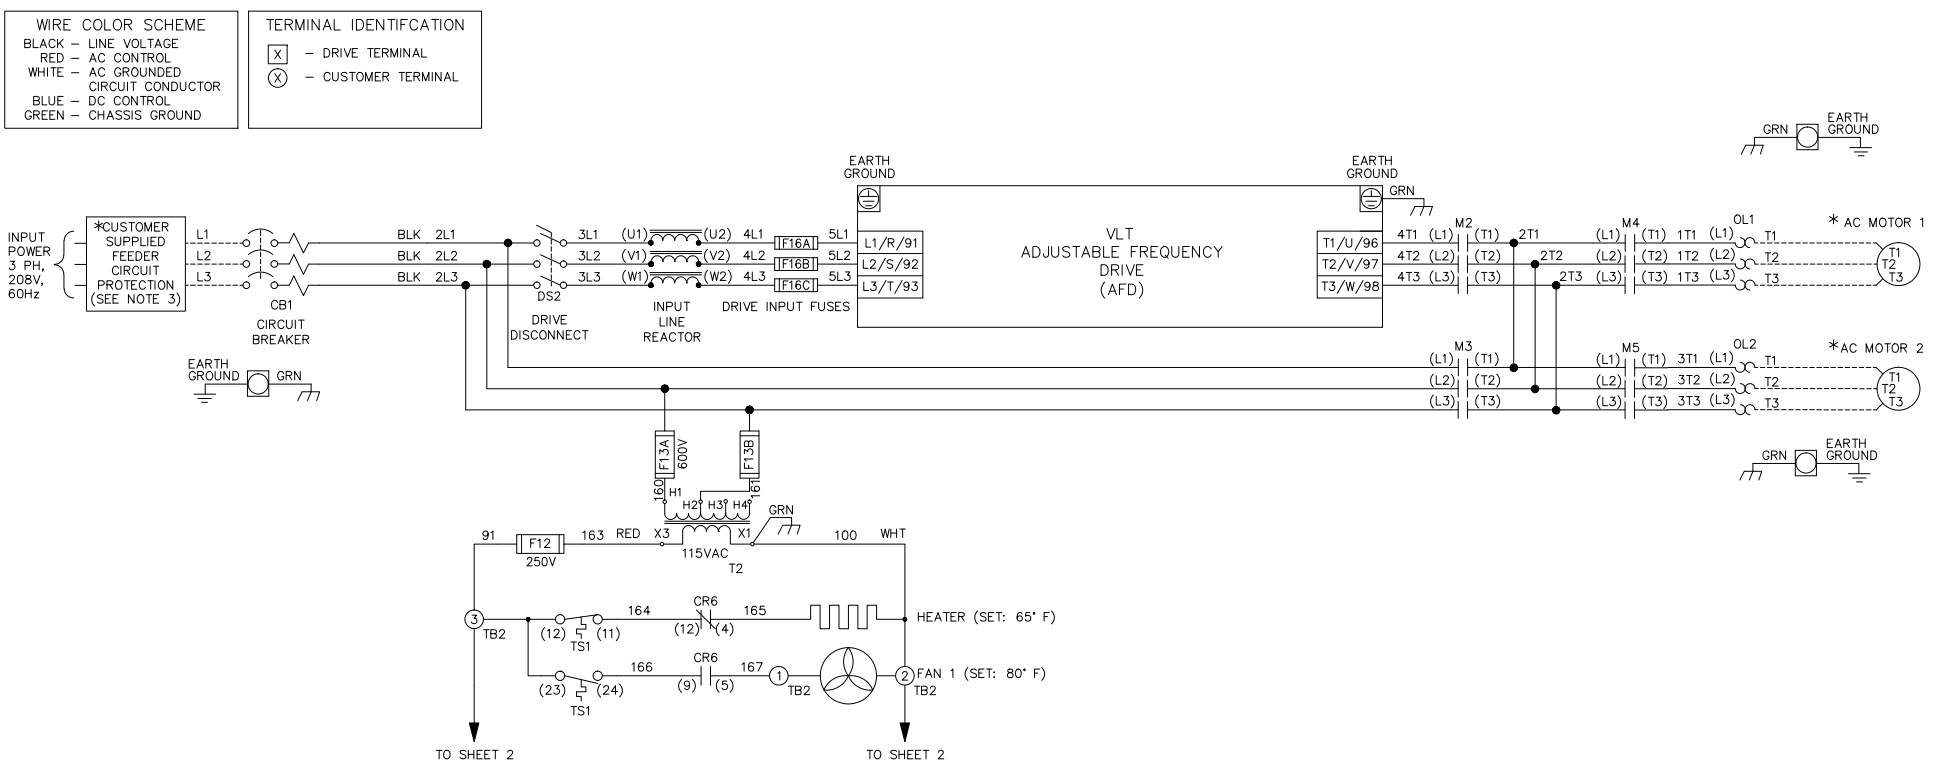 WIRE COLOR SCHEME
BLACK – LINE VOLTAGE
RED – AC CONTROL
WHITE – AC GROUNDED
CIRCUIT CONDUCTOR
BLUE – DC CONTROL
GREEN – CHASSIS GROUND
TERMINAL IDENTIFCATION
X – DRIVE TERMINAL
X – CUSTOMER TERMINAL
INPUT
POWER
3 PH,
208V,
60Hz
*CUSTOMER
SUPPLIED
FEEDER
CIRCUIT
PROTECTION
(SEE NOTE 3)
L1
L2
L3
CB1
CIRCUIT
BREAKER
EARTH
GROUND
GRN
BLK 2L1
BLK 2L2
BLK 2L3
DS2
DRIVE
DISCONNECT
3L1 (U1) (U2) 4L1 F16A 5L1
3L2 (V1) (V2) 4L2 F16B 5L2
3L3 (W1) (W2) 4L3 F16C 5L3
INPUT
LINE
REACTOR
DRIVE INPUT FUSES
EARTH
GROUND
L1/R/91
L2/S/92
L3/T/93
VLT
ADJUSTABLE FREQUENCY
DRIVE
(AFD)
EARTH
GROUND
GRN
T1/U/96
T2/V/97
T3/W/98
M2
4T1 (L1) (T1) 2T1
4T2 (L2) (T2) 2T2
4T3 (L3) (T3) 2T3
M4
(L1) (T1) 1T1 (L1) T1
(L2) (T2) 1T2 (L2) T2
(L3) (T3) 1T3 (L3) T3
OL1
* AC MOTOR 1
T1
T2
T3
GRN
EARTH
GROUND
M3
(L1) (T1)
(L2) (T2)
(L3) (T3)
M5
(L1) (T1) 3T1 (L1) T1
(L2) (T2) 3T2 (L2) T2
(L3) (T3) 3T3 (L3) T3
OL2
*AC MOTOR 2
T1
T2
T3
GRN
EARTH
GROUND
F13A
600V
F13B
160
161
H1
H2 H3 H4
GRN
91 F12 163 RED X3 X1 100 WHT
250V
115VAC
T2
3
TB2
(12) (11)
TS1
164
CR6
(12) (4)
165
HEATER (SET: 65° F)
(23) (24)
TS1
166
CR6
(9) (5)
167
1
TB2
2
TB2
FAN 1 (SET: 80° F)
TO SHEET 2
TO SHEET 2